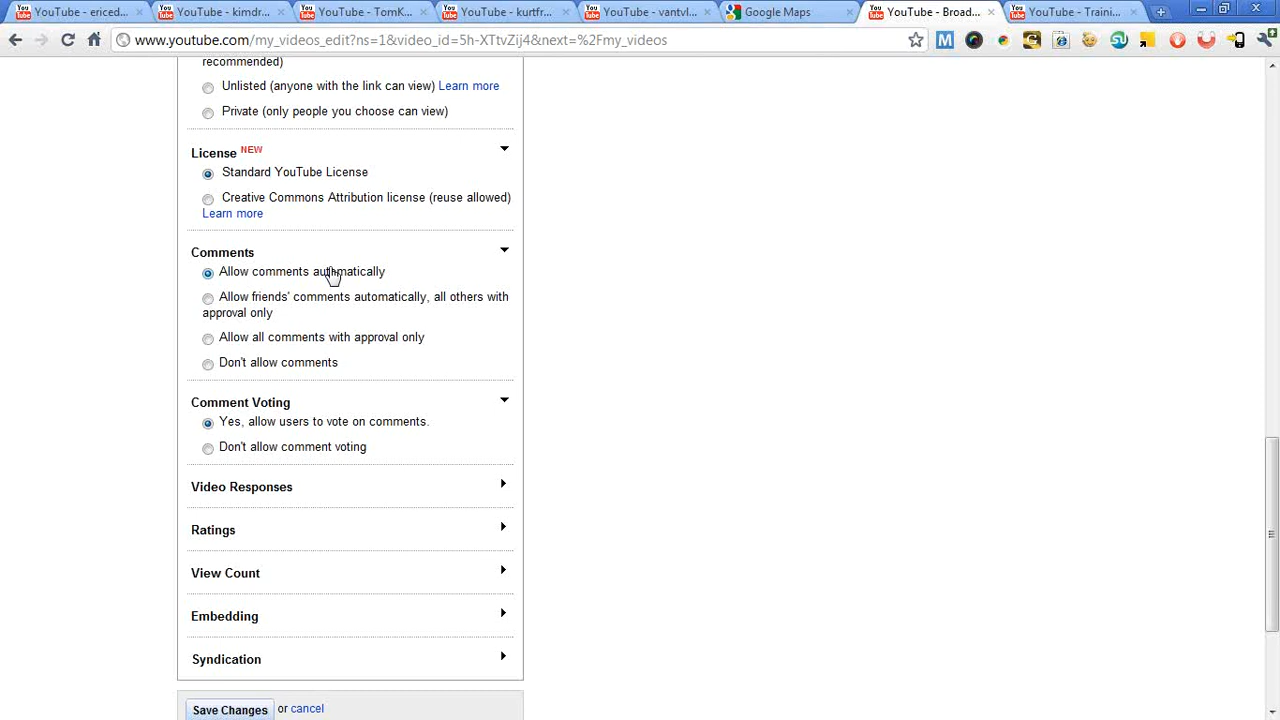 YouTube - ericed...
YouTube - kimdr...
YouTube - TomK...
YouTube - kurtfr...
YouTube - vantvl...
Google Maps
YouTube - Broad...
YouTube - Traini...
www.youtube.com/my_videos_edit?ns=1&video_id=5h-XTtvZij4&next=%2Fmy_videos
recommended)
Unlisted (anyone with the link can view) Learn more
Private (only people you choose can view)
License NEW
Standard YouTube License
Creative Commons Attribution license (reuse allowed)
Learn more
Comments
Allow comments automatically
Allow friends' comments automatically, all others with
approval only
Allow all comments with approval only
Don't allow comments
Comment Voting
Yes, allow users to vote on comments.
Don't allow comment voting
Video Responses
Ratings
View Count
Embedding
Syndication
Save Changes or cancel